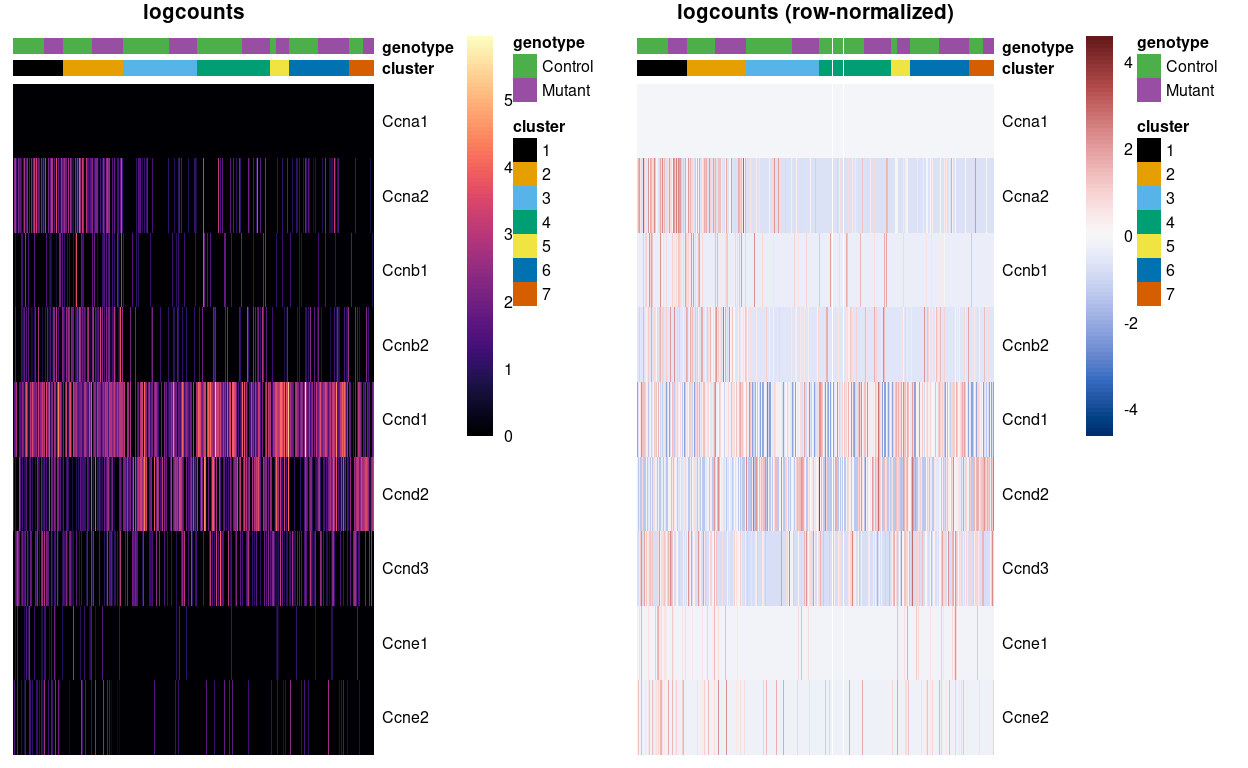 logcounts
genotype
cluster
Ccna1
Ccna2
Ccnb1
Ccnb2
Ccnd1
Ccnd2
Ccnd3
Ccne1
Ccne2
5
4
3
2
1
0
genotype
Control
Mutant
cluster
1
2
3
4
5
6
7
logcounts (row-normalized)
genotype
cluster
Ccna1
Ccna2
Ccnb1
Ccnb2
Ccnd1
Ccnd2
Ccnd3
Ccne1
Ccne2
4
2
0
-2
-4
genotype
Control
Mutant
cluster
1
2
3
4
5
6
7